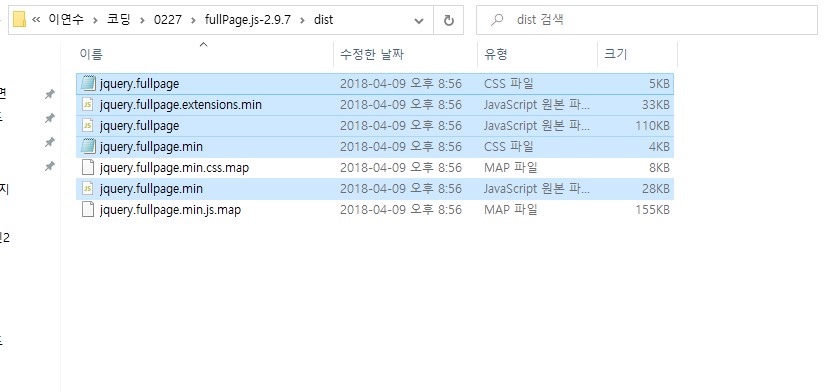 « 이연수 > 코딩 > 0227 > fullPage.js-2.9.7 > dist
dist 검색
이름 수정한 날짜 유형 크기
jquery.fullpage 2018-04-09 오후 8:56 CSS 파일 5KB
jquery.fullpage.extensions.min 2018-04-09 오후 8:56 JavaScript 원본 파... 33KB
jquery.fullpage 2018-04-09 오후 8:56 JavaScript 원본 파... 110KB
jquery.fullpage.min 2018-04-09 오후 8:56 CSS 파일 4KB
jquery.fullpage.min.css.map 2018-04-09 오후 8:56 MAP 파일 8KB
jquery.fullpage.min 2018-04-09 오후 8:56 JavaScript 원본 파... 28KB
jquery.fullpage.min.js.map 2018-04-09 오후 8:56 MAP 파일 155KB
면
지